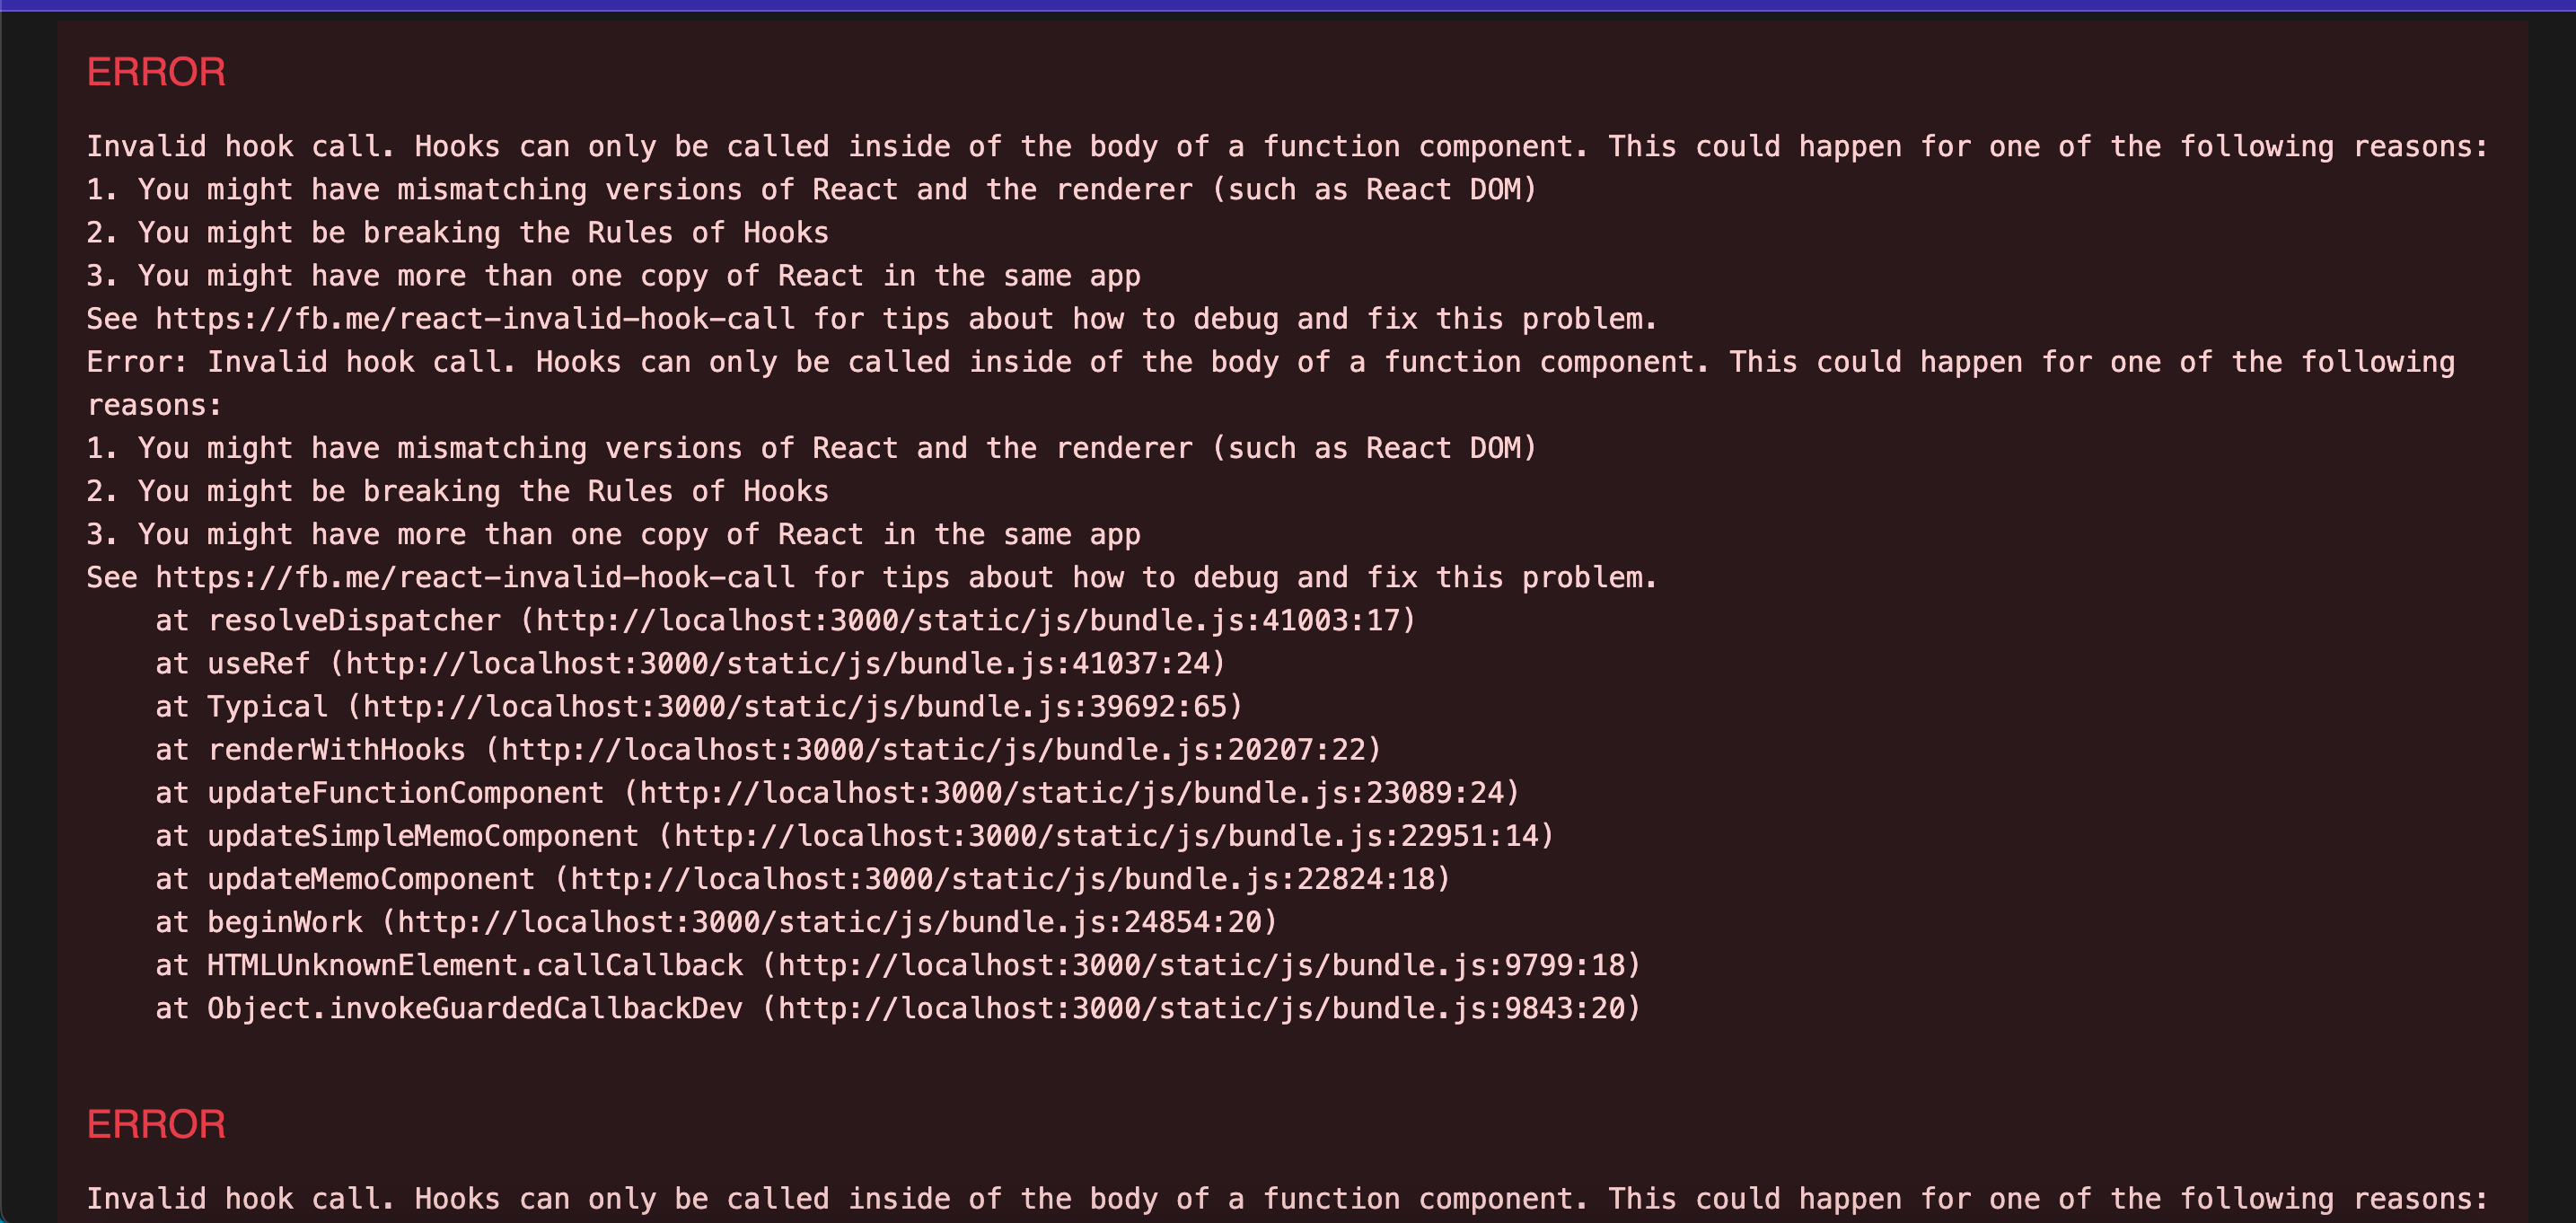 ERROR
Invalid hook call. Hooks can only be called inside of the body of a function component. This could happen for one of the following reasons:
1. You might have mismatching versions of React and the renderer (such as React DOM)
2. You might be breaking the Rules of Hooks
3. You might have more than one copy of React in the same app
See https://fb.me/react-invalid-hook-call for tips about how to debug and fix this problem.
Error: Invalid hook call. Hooks can only be called inside of the body of a function component. This could happen for one of the following
reasons:
1. You might have mismatching versions of React and the renderer (such as React DOM)
2. You might be breaking the Rules of Hooks
3. You might have more than one copy of React in the same app
See https://fb.me/react-invalid-hook-call for tips about how to debug and fix this problem.
    at resolveDispatcher (http://localhost:3000/static/js/bundle.js:41003:17)
    at useRef (http://localhost:3000/static/js/bundle.js:41037:24)
    at Typical (http://localhost:3000/static/js/bundle.js:39692:65)
    at renderWithHooks (http://localhost:3000/static/js/bundle.js:20207:22)
    at updateFunctionComponent (http://localhost:3000/static/js/bundle.js:23089:24)
    at updateSimpleMemoComponent (http://localhost:3000/static/js/bundle.js:22951:14)
    at updateMemoComponent (http://localhost:3000/static/js/bundle.js:22824:18)
    at beginWork (http://localhost:3000/static/js/bundle.js:24854:20)
    at HTMLUnknownElement.callCallback (http://localhost:3000/static/js/bundle.js:9799:18)
    at Object.invokeGuardedCallbackDev (http://localhost:3000/static/js/bundle.js:9843:20)
ERROR
Invalid hook call. Hooks can only be called inside of the body of a function component. This could happen for one of the following reasons: